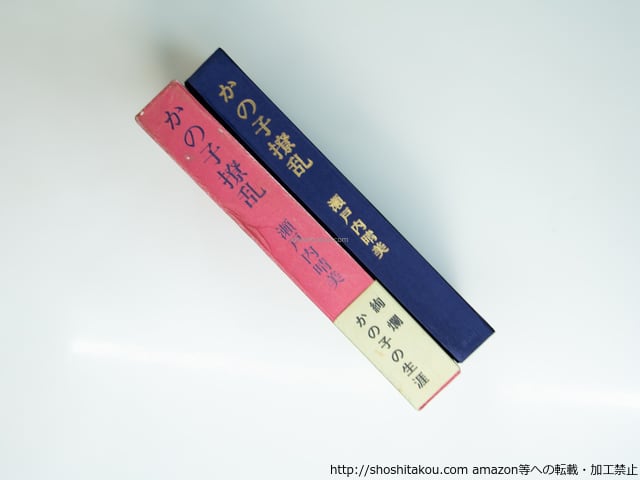 かの子撩乱
瀬戸内晴美
絢爛
かの子の生涯
かの子撩乱
瀬戸内晴美
http://shoshitakou.com amazon等への転載・加工禁止